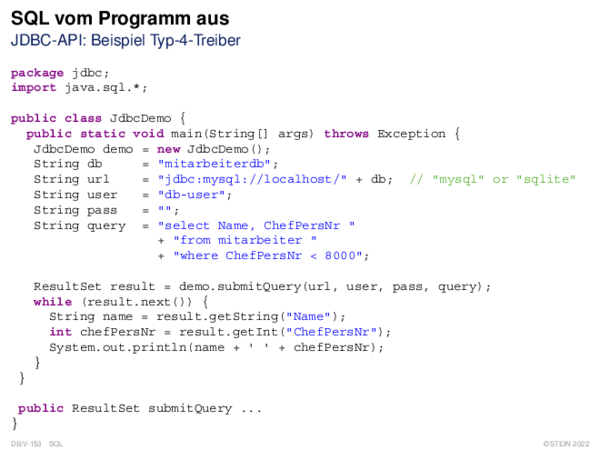 SQL vom Programm aus
JDBC-API: Beispiel Typ-4-Treiber
package jdbc;
import java.sql.*;
public class JdbcDemo {
public static void main(String[] args) throws Exception {
JdbcDemo demo = new JdbcDemo();
String db = "mitarbeiterdb";
String url = "jdbc:mysql://localhost/" + db; // "mysql" or "sqlite"
String user = "db-user";
String pass = "";
String query = "select Name, ChefPersNr "
+ "from mitarbeiter "
+ "where ChefPersNr < 8000";
ResultSet result = demo.submitQuery(url, user, pass, query);
while (result.next()) {
String name = result.getString("Name");
int chefPersNr = result.getInt("ChefPersNr");
System.out.println(name + ' ' + chefPersNr);
}
}
public ResultSet submitQuery ...
}
DB:V-153 SQL ©STEIN 2022